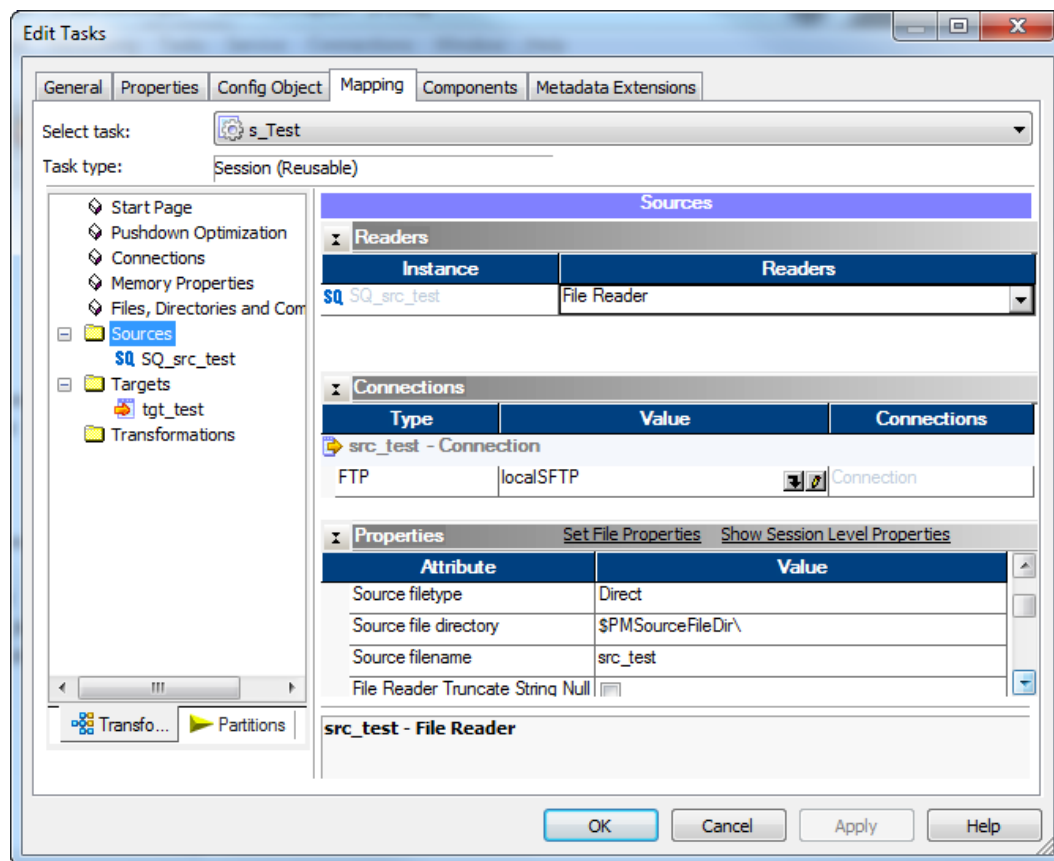 Edit Tasks
General Properties Config Object Mapping Components Metadata Extensions
Select task: s_Test
Task type: Session (Reusable)
Start Page
Pushdown Optimization
Connections
Memory Properties
Files, Directories and Com
Sources
SQ SQ_src_test
Targets
tgt_test
Transformations
Transfo... Partitions
Sources
Readers
Instance Readers
SQ SQ_src_test File Reader
Connections
Type Value Connections
src_test - Connection
FTP localSFTP Connection
Properties Set File Properties Show Session Level Properties
Attribute Value
Source filetype Direct
Source file directory $PMSourceFileDir\
Source filename src_test
File Reader Truncate String Null
src_test - File Reader
OK Cancel Apply Help